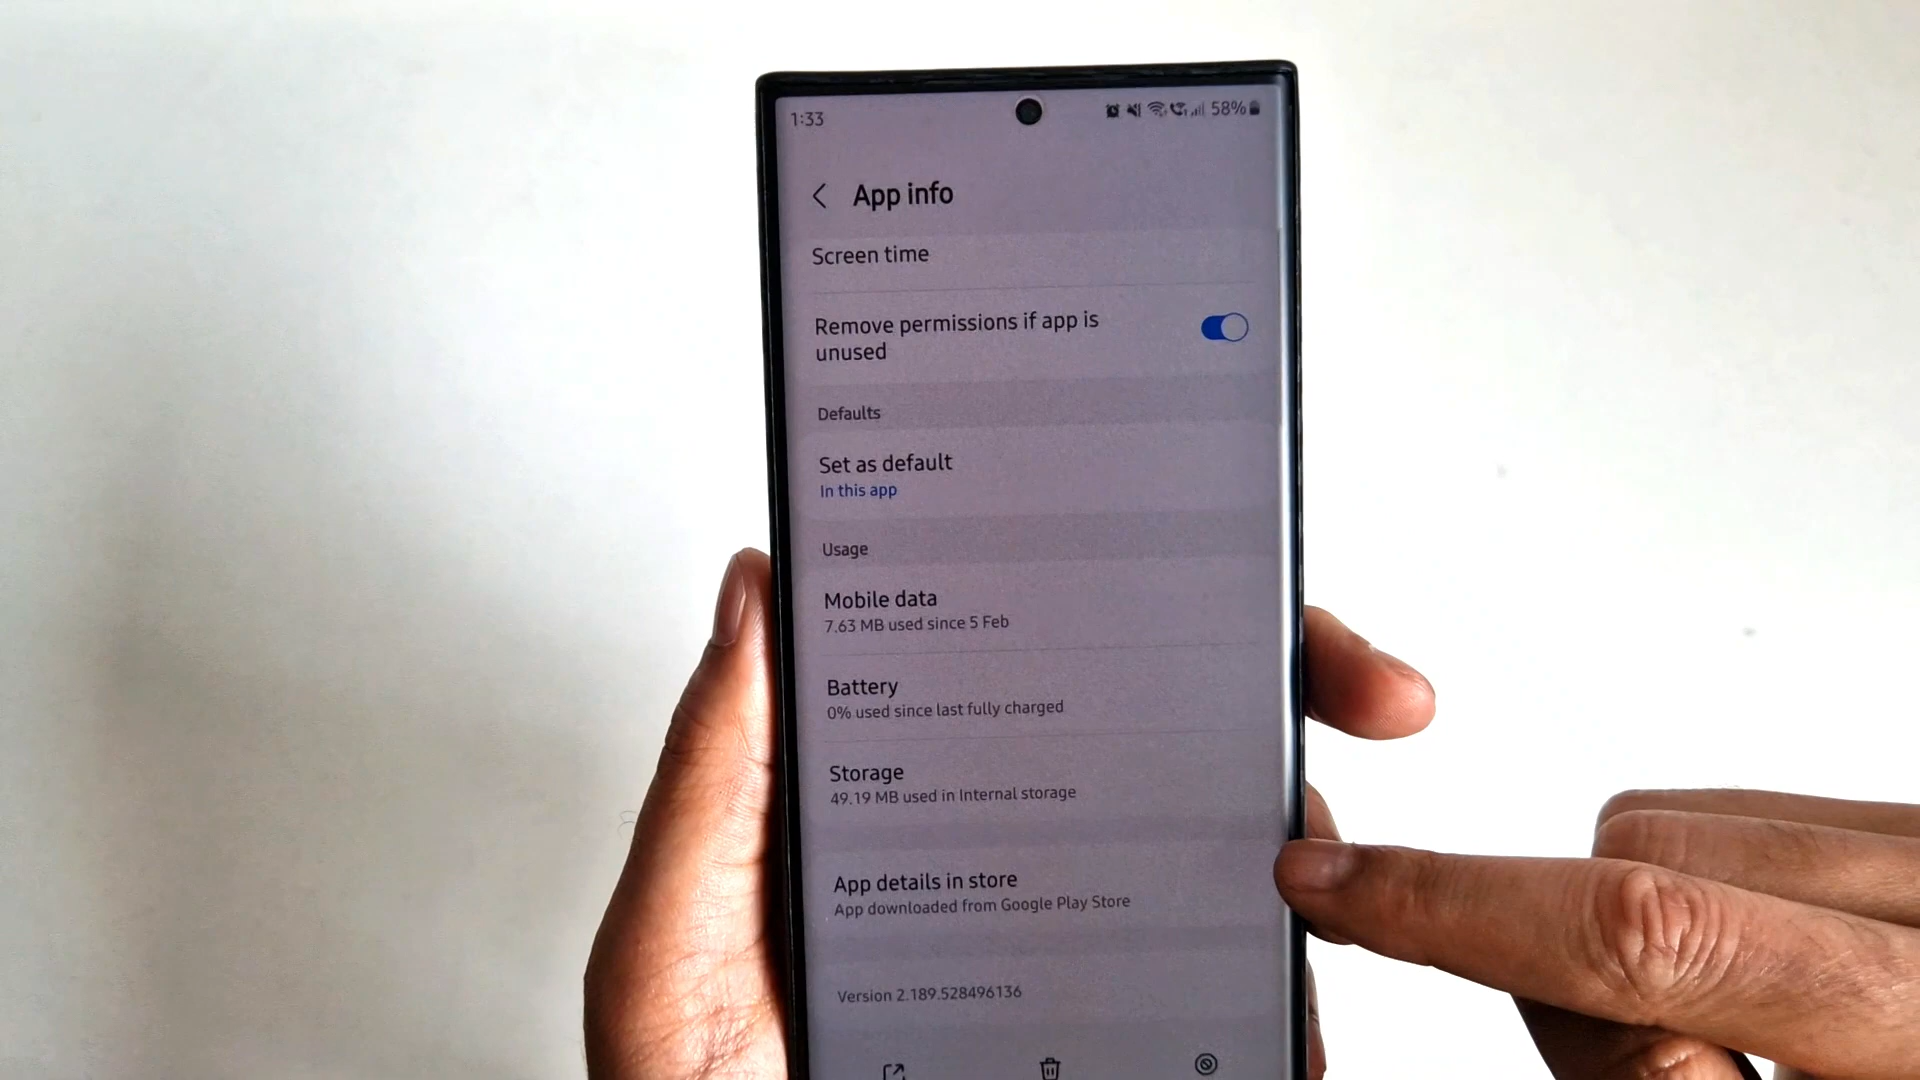 1:33
58%
App info
Screen time
Remove permissions if app is
unused
Defaults
Set as default
In this app
Usage
Mobile data
7.63 MB used since 5 Feb
Battery
0% used since last fully charged
Storage
49.19 MB used in Internal storage
App details in store
App downloaded from Google Play Store
Version 2.189.528496136